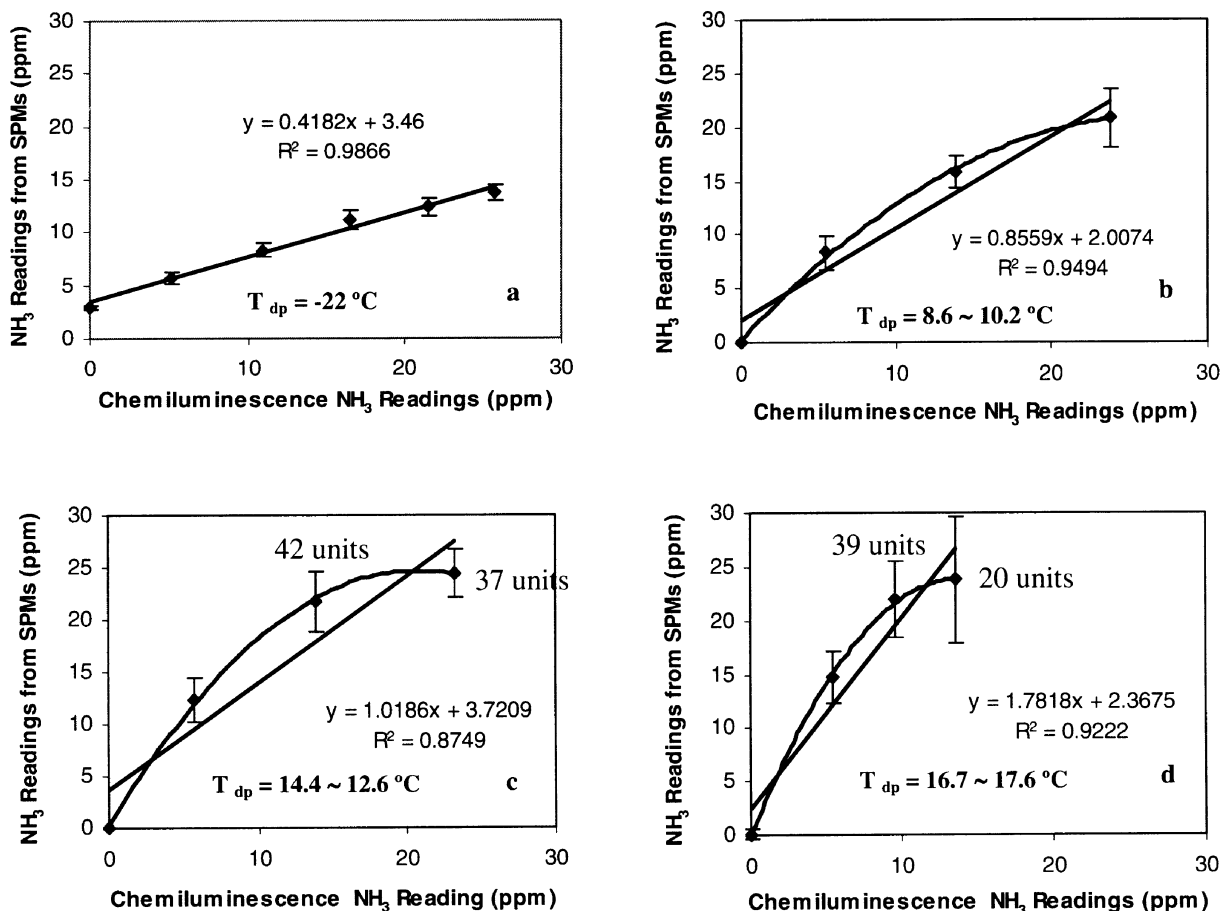 NH₃ Readings from SPMs (ppm)
30
25
20
15
10
5
0
y = 0.4182x + 3.46
R² = 0.9866
T dp = -22 ºC
a
0 10 20 30
Chemiluminescence NH₃ Readings (ppm)
NH₃ Readings from SPMs (ppm)
30
25
20
15
10
5
0
y = 0.8559x + 2.0074
R² = 0.9494
b
T dp = 8.6 ~ 10.2 ºC
0 10 20 30
Chemiluminescence NH₃ Readings (ppm)
NH₃ Readings from SPMs (ppm)
30
25
20
15
10
5
0
42 units
37 units
y = 1.0186x + 3.7209
R² = 0.8749
T dp = 14.4 ~ 12.6 ºC
c
0 10 20 30
Chemiluminescence NH₃ Reading (ppm)
NH₃ Readings from SPMs (ppm)
30
25
20
15
10
5
0
39 units
20 units
y = 1.7818x + 2.3675
R² = 0.9222
T dp = 16.7 ~ 17.6 ºC
d
0 10 20 30
Chemiluminescence NH₃ Readings (ppm)